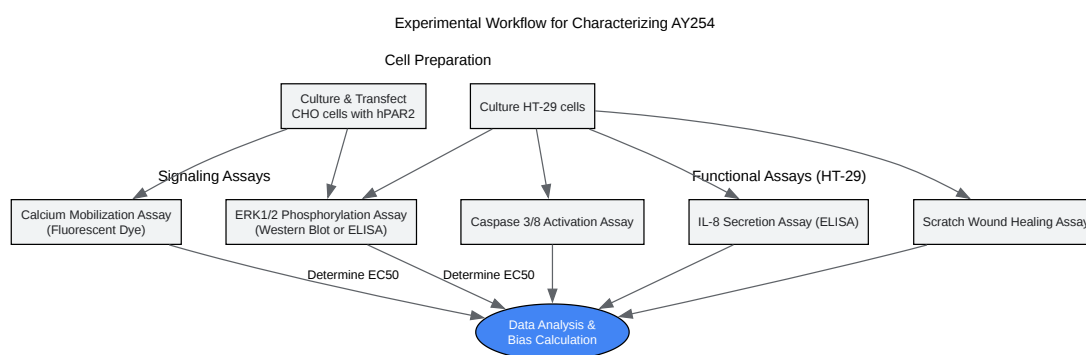 Experimental Workflow for Characterizing AY254
Cell Preparation
Culture & Transfect
CHO cells with hPAR2
Culture HT-29 cells
Signaling Assays
Functional Assays (HT-29)
Calcium Mobilization Assay
(Fluorescent Dye)
ERK1/2 Phosphorylation Assay
(Western Blot or ELISA)
Caspase 3/8 Activation Assay
IL-8 Secretion Assay (ELISA)
Scratch Wound Healing Assay
Determine EC50
Determine EC50
Data Analysis &
Bias Calculation